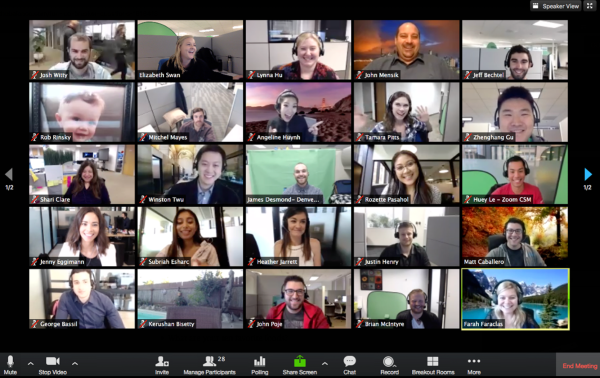 Speaker View
Josh Witty
Elizabeth Swan
Lynna Hu
John Mensik
Jeff Bechtel
Rob Rinsky
Mitchel Mayes
Angeline Huynh
Tamara Pitts
Zhenghang Gu
1/2
1/2
Shari Clare
Winston Twu
James Desmond– Denve...
Rozette Pasahol
Huey Le – Zoom CSM
Jenny Eggimann
Subriah Esharc
Heather Jarrett
Justin Henry
Matt Caballero
George Bassil
Kerushan Bisetty
John Poje
Brian McIntyre
Farah Faraclas
28
Mute
Stop Video
Invite
Manage Participants
Polling
Share Screen
Chat
Record
Breakout Rooms
More
End Meeting